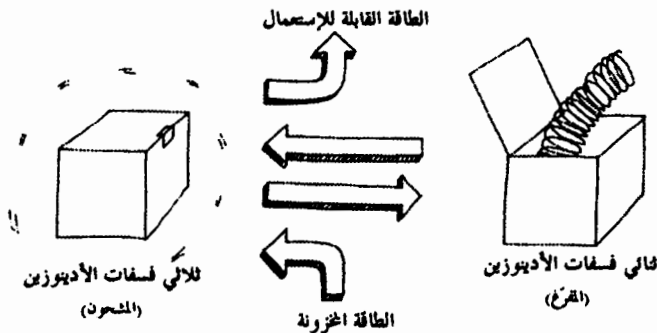 الطاقة القابلة للإستعمال
ثلاثي فسفات الأدينوزين
(المشحون)
ثنائي فسفات الأدينوزين
(المفرّغ)
الطاقة المخزونة